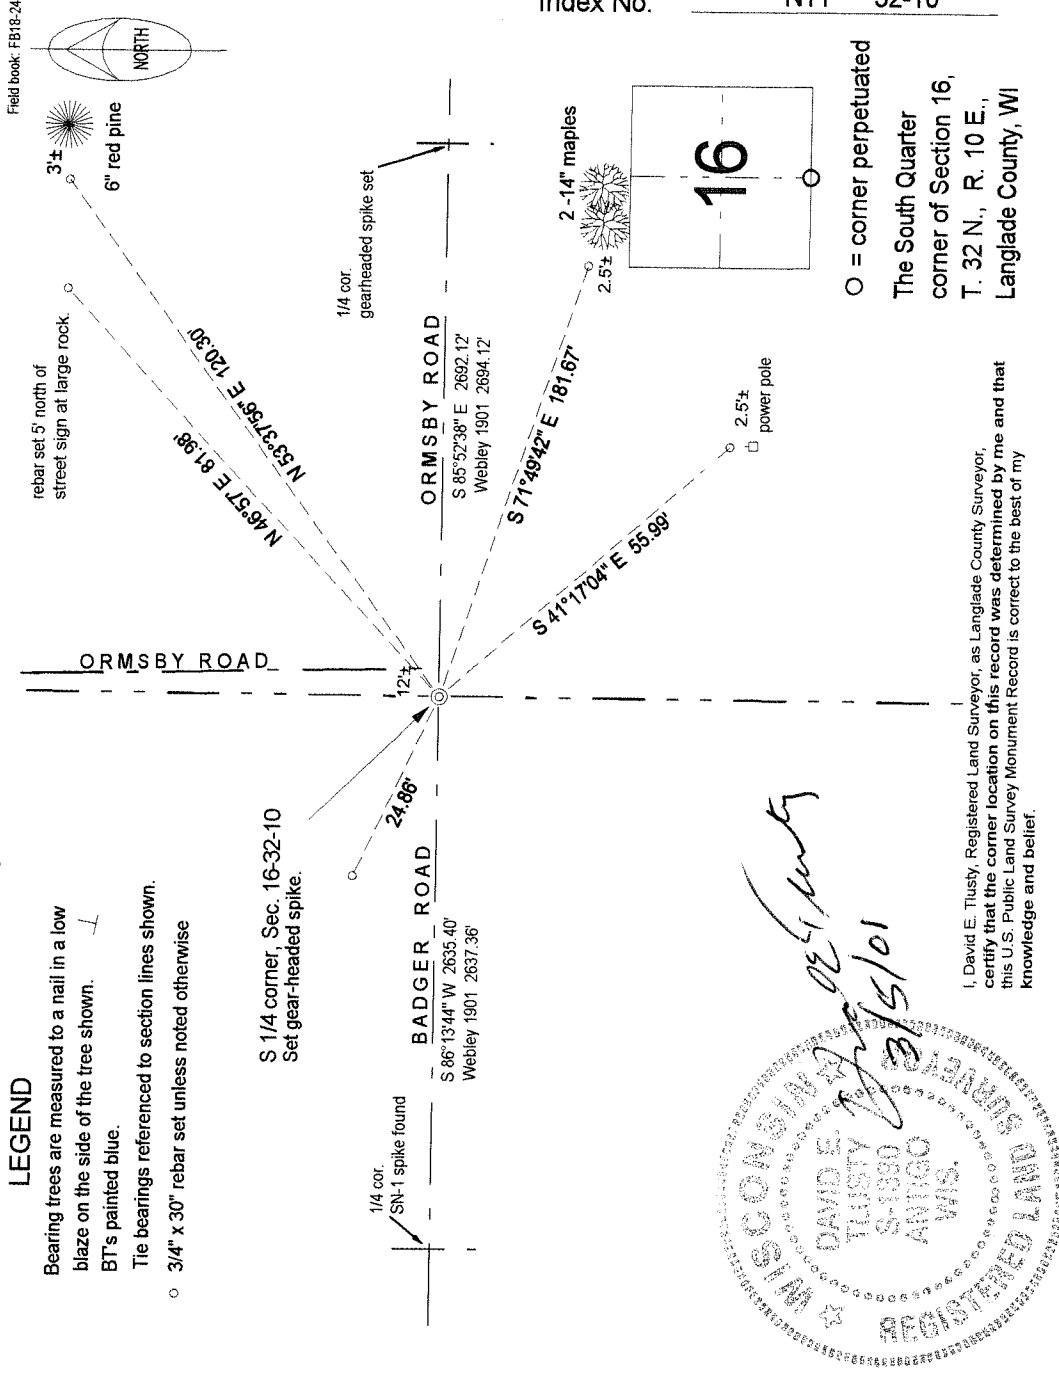 Index No.
32-10
Field book: FB18-24
NORTH
3'±
6" red pine
rebar set 5' north of
street sign at large rock.
N 46°57' E 81.98'
N 53°37'56" E 120.30'
1/4 cor.
gearheaded spike set
ORMSBY ROAD
S 85°52'38" E 2692.12'
Webley 1901 2694.12'
2 -14" maples
2.5'±
S 71°49'42" E 181.67'
16
S 41°17'04" E 55.99'
2.5'±
power pole
O = corner perpetuated
The South Quarter
corner of Section 16,
T. 32 N., R. 10 E.,
Langlade County, WI
ORMSBY ROAD
12'±
24.86'
S 1/4 corner, Sec. 16-32-10
Set gear-headed spike.
BADGER ROAD
S 86°13'44" W 2635.40'
Webley 1901 2637.36'
1/4 cor.
SN-1 spike found
LEGEND
Bearing trees are measured to a nail in a low
blaze on the side of the tree shown.
BT's painted blue.
Tie bearings referenced to section lines shown.
3/4" x 30" rebar set unless noted otherwise
I, David E. Tlusty, Registered Land Surveyor, as Langlade County Surveyor,
certify that the corner location on this record was determined by me and that
this U.S. Public Land Survey Monument Record is correct to the best of my
knowledge and belief.
3/5/01
WISCONSIN
DAVID E.
TLUSTY
S-1390
ANTIGO
WIS.
REGISTERED LAND SURVEYOR